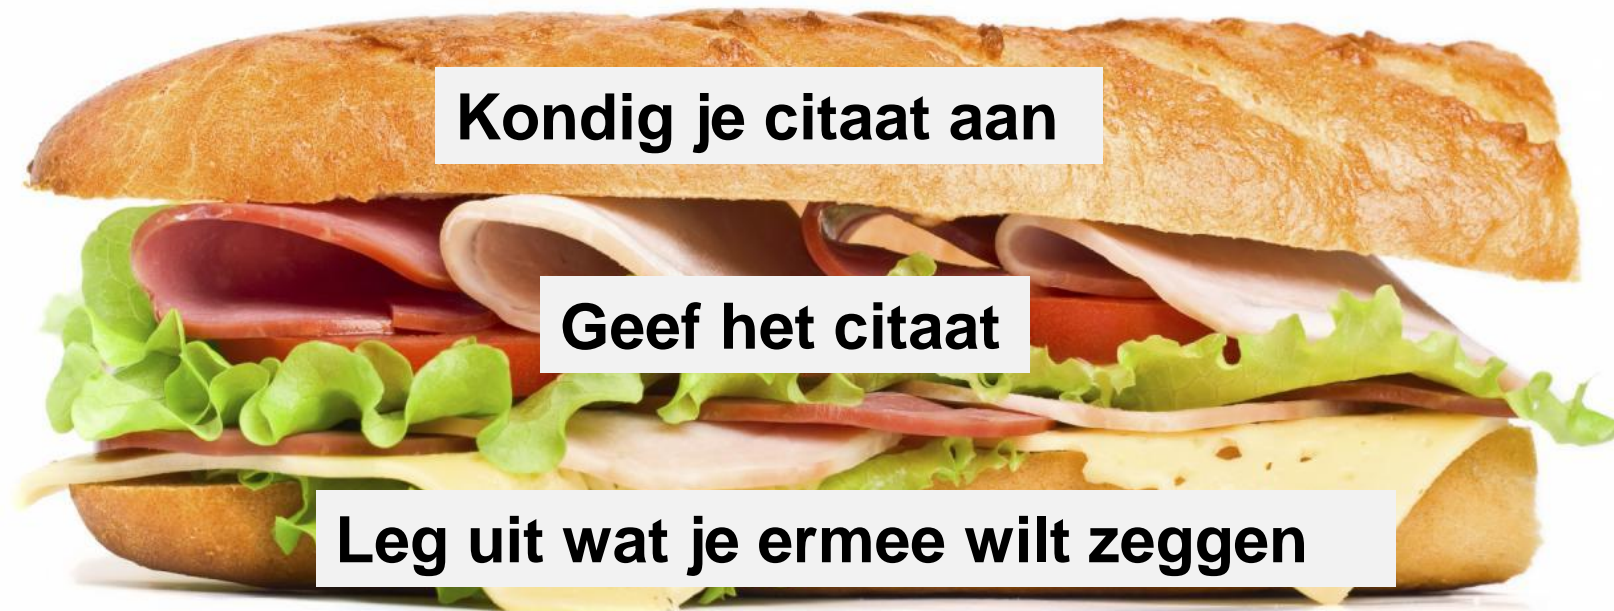 Kondig je citaat aan
Geef het citaat
Leg uit wat je ermee wilt zeggen